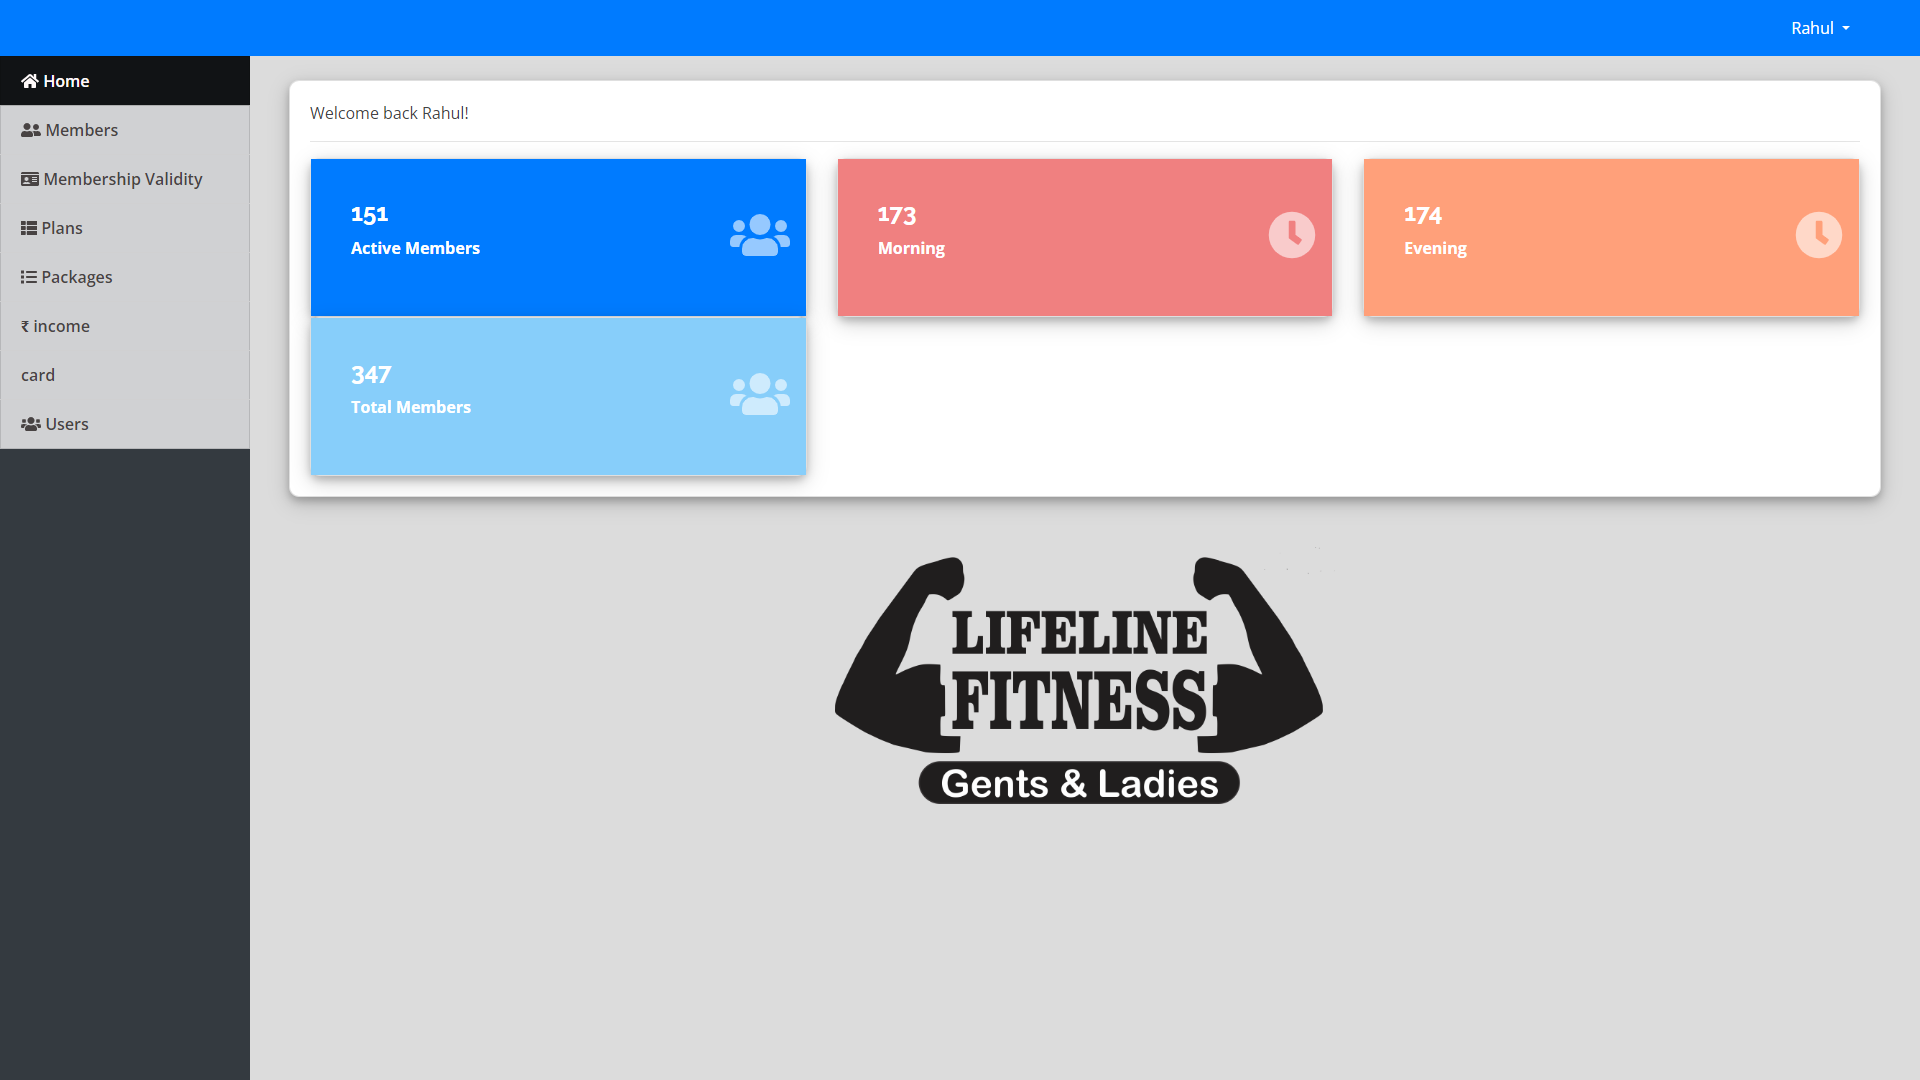 Rahul
Home
Members
Membership Validity
Plans
Packages
₹ income
card
Users
Welcome back Rahul!
151
Active Members
173
Morning
174
Evening
347
Total Members
LIFELINE
FITNESS
Gents & Ladies